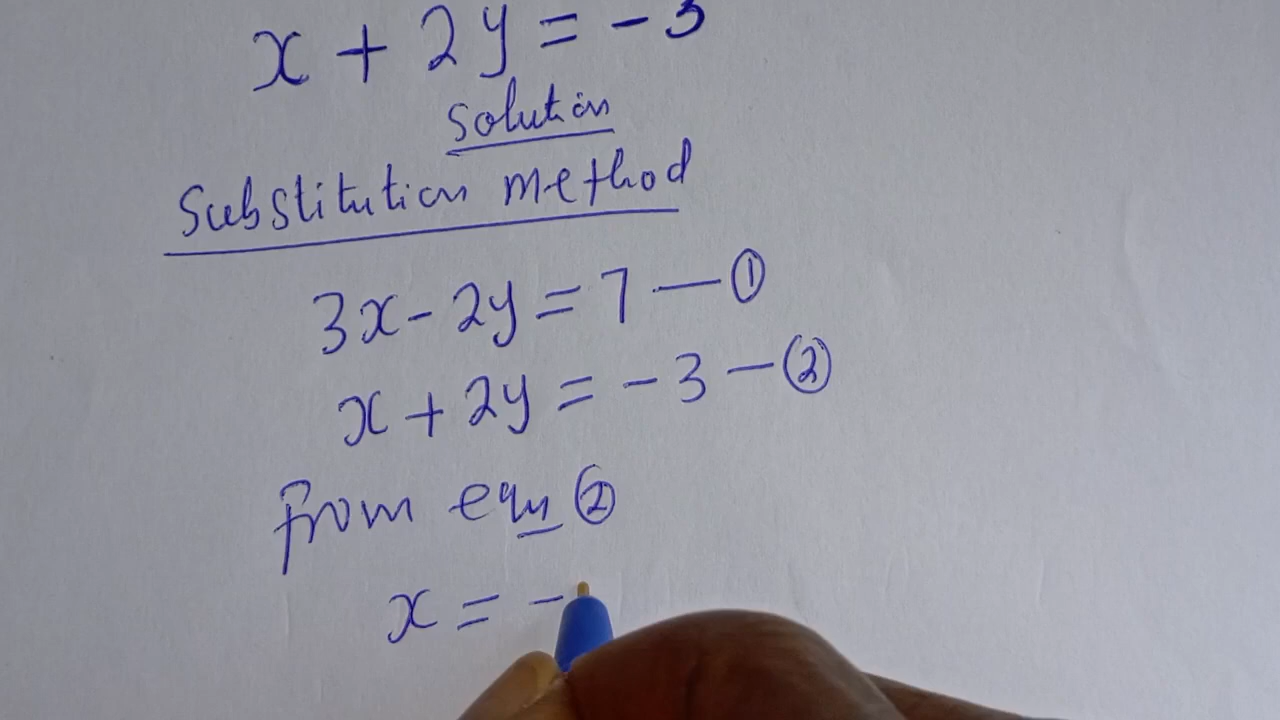 x + 2y = -3
Solution
Substitution method
3x - 2y = 7 — ①
x + 2y = -3 — ②
from eqn ②
x = -